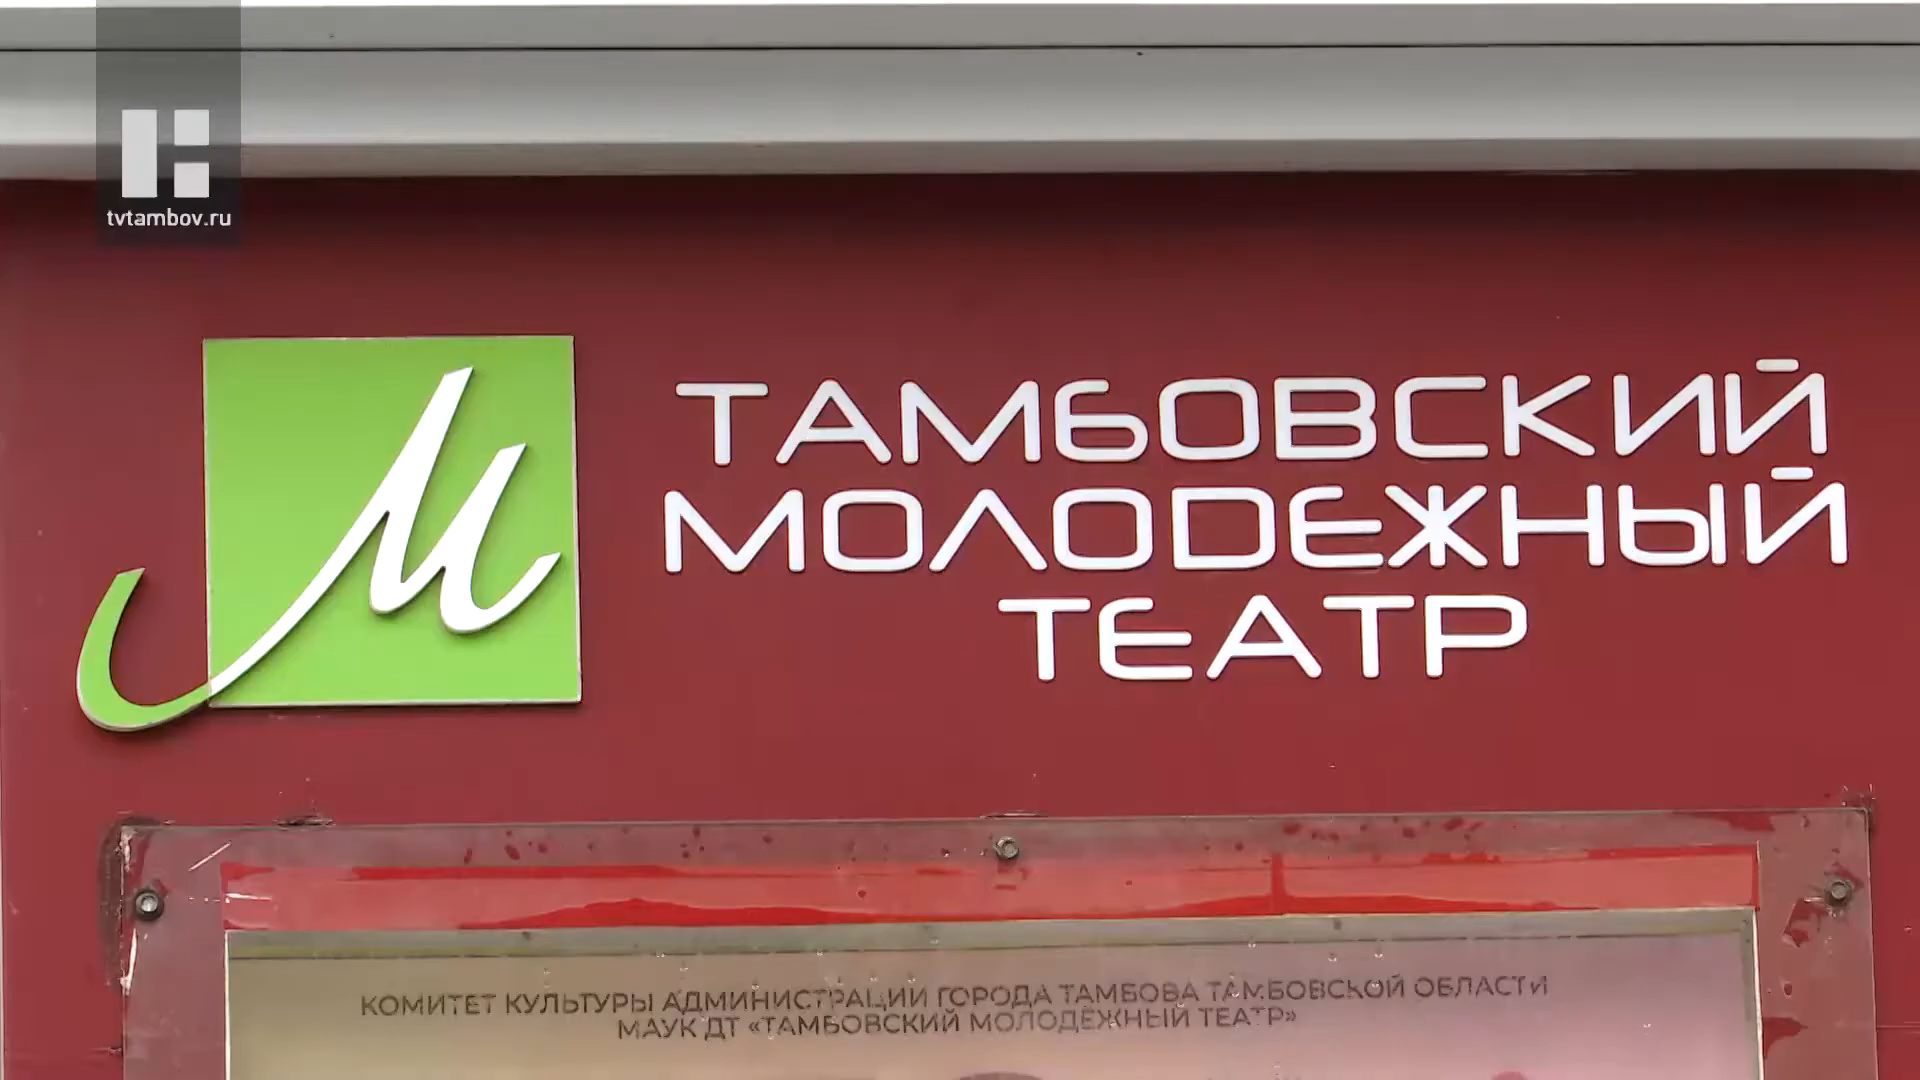 tvtambov.ru
М
ТАМБОВСКИЙ
МОЛОДЕЖНЫЙ
ТЕАТР
КОМИТЕТ КУЛЬТУРЫ АДМИНИСТРАЦИИ ГОРОДА ТАМБОВА ТАМБОВСКОЙ ОБЛАСТИ
МАУК ДТ «ТАМБОВСКИЙ МОЛОДЁЖНЫЙ ТЕАТР»